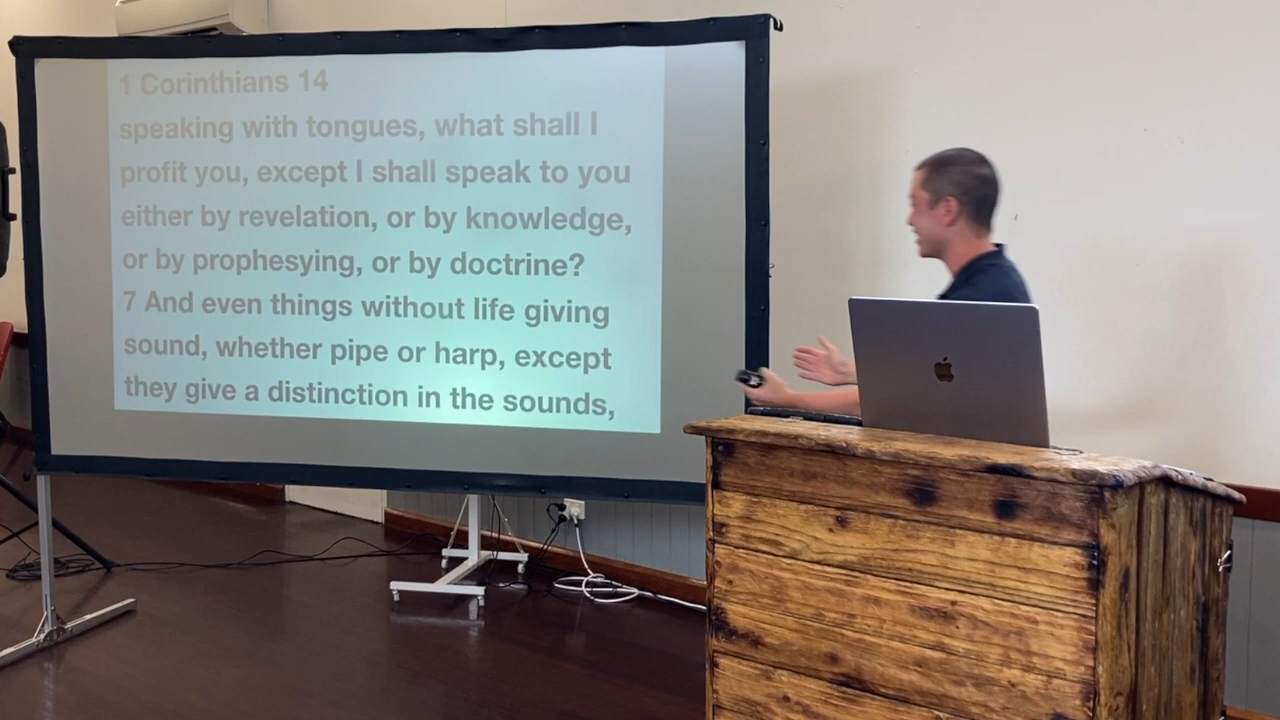 1 Corinthians 14
speaking with tongues, what shall I
profit you, except I shall speak to you
either by revelation, or by knowledge,
or by prophesying, or by doctrine?
7 And even things without life giving
sound, whether pipe or harp, except
they give a distinction in the sounds,